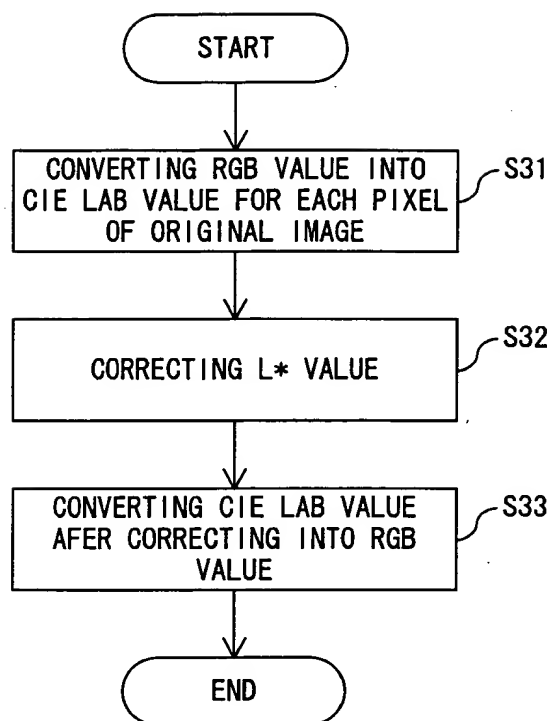 START
CONVERTING RGB VALUE INTO
CIE LAB VALUE FOR EACH PIXEL
OF ORIGINAL IMAGE
S31
CORRECTING L* VALUE
S32
CONVERTING CIE LAB VALUE
AFER CORRECTING INTO RGB
VALUE
S33
END